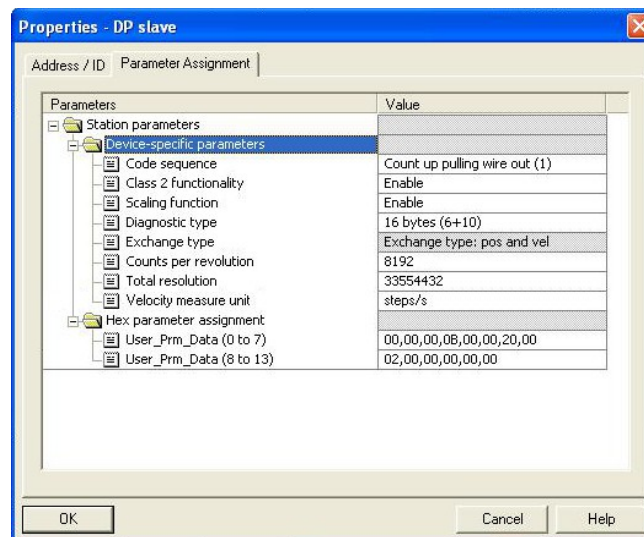 Properties - DP slave
Address / ID Parameter Assignment
Parameters Value
Station parameters
Device-specific parameters
Code sequence Count up pulling wire out (1)
Class 2 functionality Enable
Scaling function Enable
Diagnostic type 16 bytes (6+10)
Exchange type Exchange type: pos and vel
Counts per revolution 8192
Total resolution 33554432
Velocity measure unit steps/s
Hex parameter assignment
User_Prm_Data (0 to 7) 00,00,00,0B,00,00,20,00
User_Prm_Data (8 to 13) 02,00,00,00,00,00
OK Cancel Help